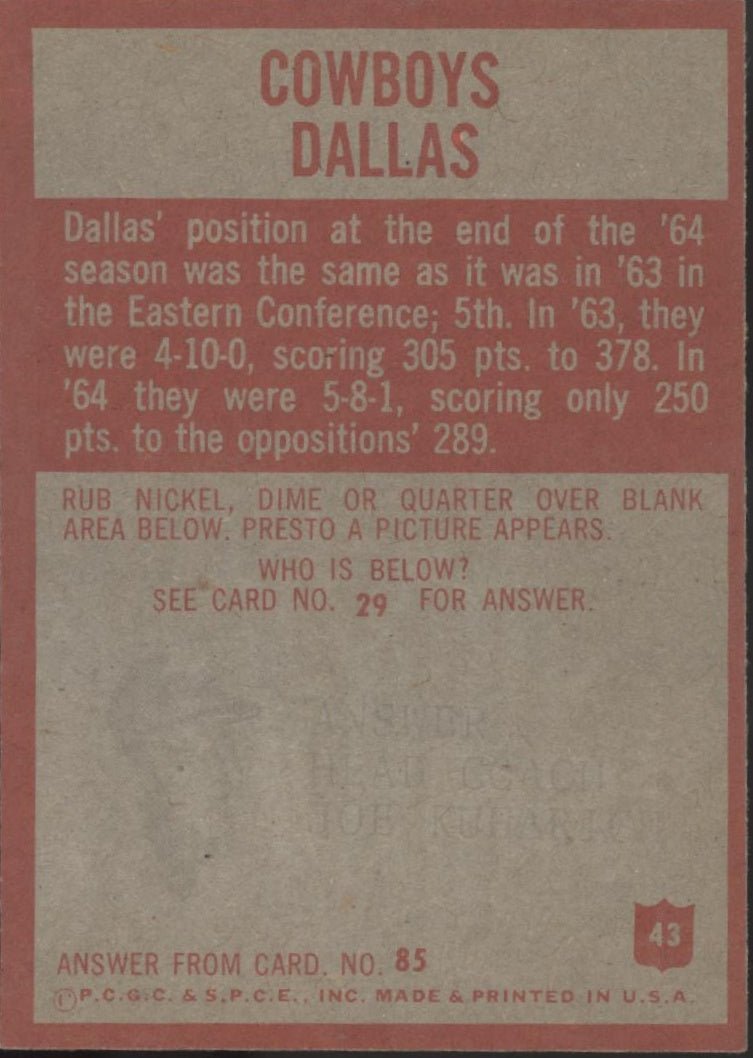 COWBOYS
DALLAS
Dallas' position at the end of the '64
season was the same as it was in '63 in
the Eastern Conference; 5th. In '63, they
were 4-10-0, scoring 305 pts. to 378. In
'64 they were 5-8-1, scoring only 250
pts. to the oppositions' 289.
RUB NICKEL, DIME OR QUARTER OVER BLANK
AREA BELOW. PRESTO A PICTURE APPEARS.
WHO IS BELOW?
SEE CARD NO. 29 FOR ANSWER.
ANSWER
HEAD COACH
JOE KUHARICH
43
ANSWER FROM CARD. NO. 85
©P.C.G.C. & S.P.C.E., INC. MADE & PRINTED IN U.S.A.